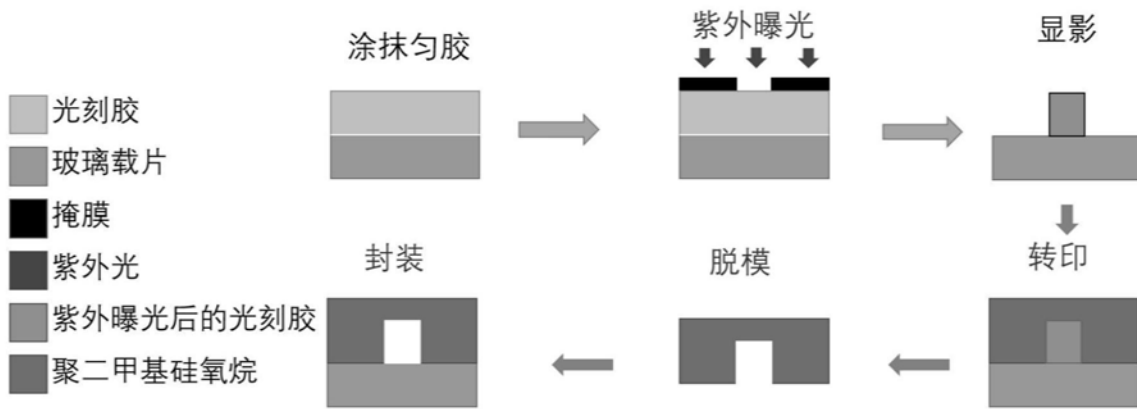 涂抹匀胶
紫外曝光
显影
光刻胶
玻璃载片
掩膜
紫外光
紫外曝光后的光刻胶
聚二甲基硅氧烷
封装
脱模
转印